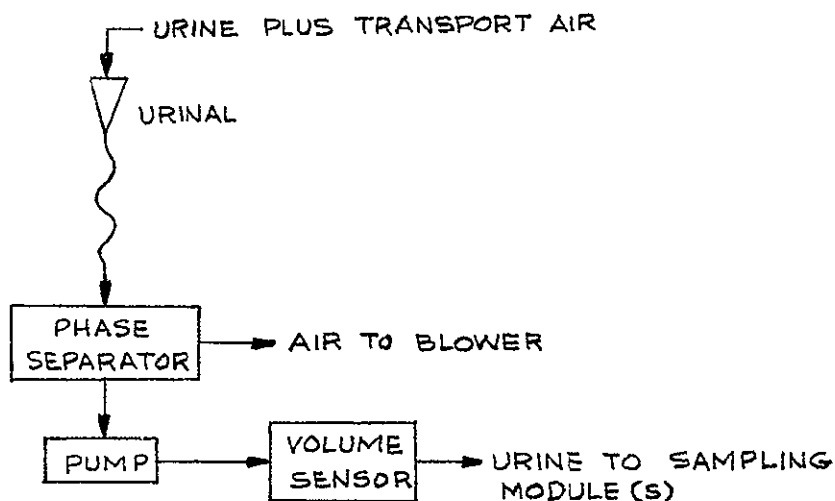 URINE PLUS TRANSPORT AIR
URINAL
PHASE
SEPARATOR
AIR TO BLOWER
PUMP
VOLUME
SENSOR
URINE TO SAMPLING
MODULE(S)